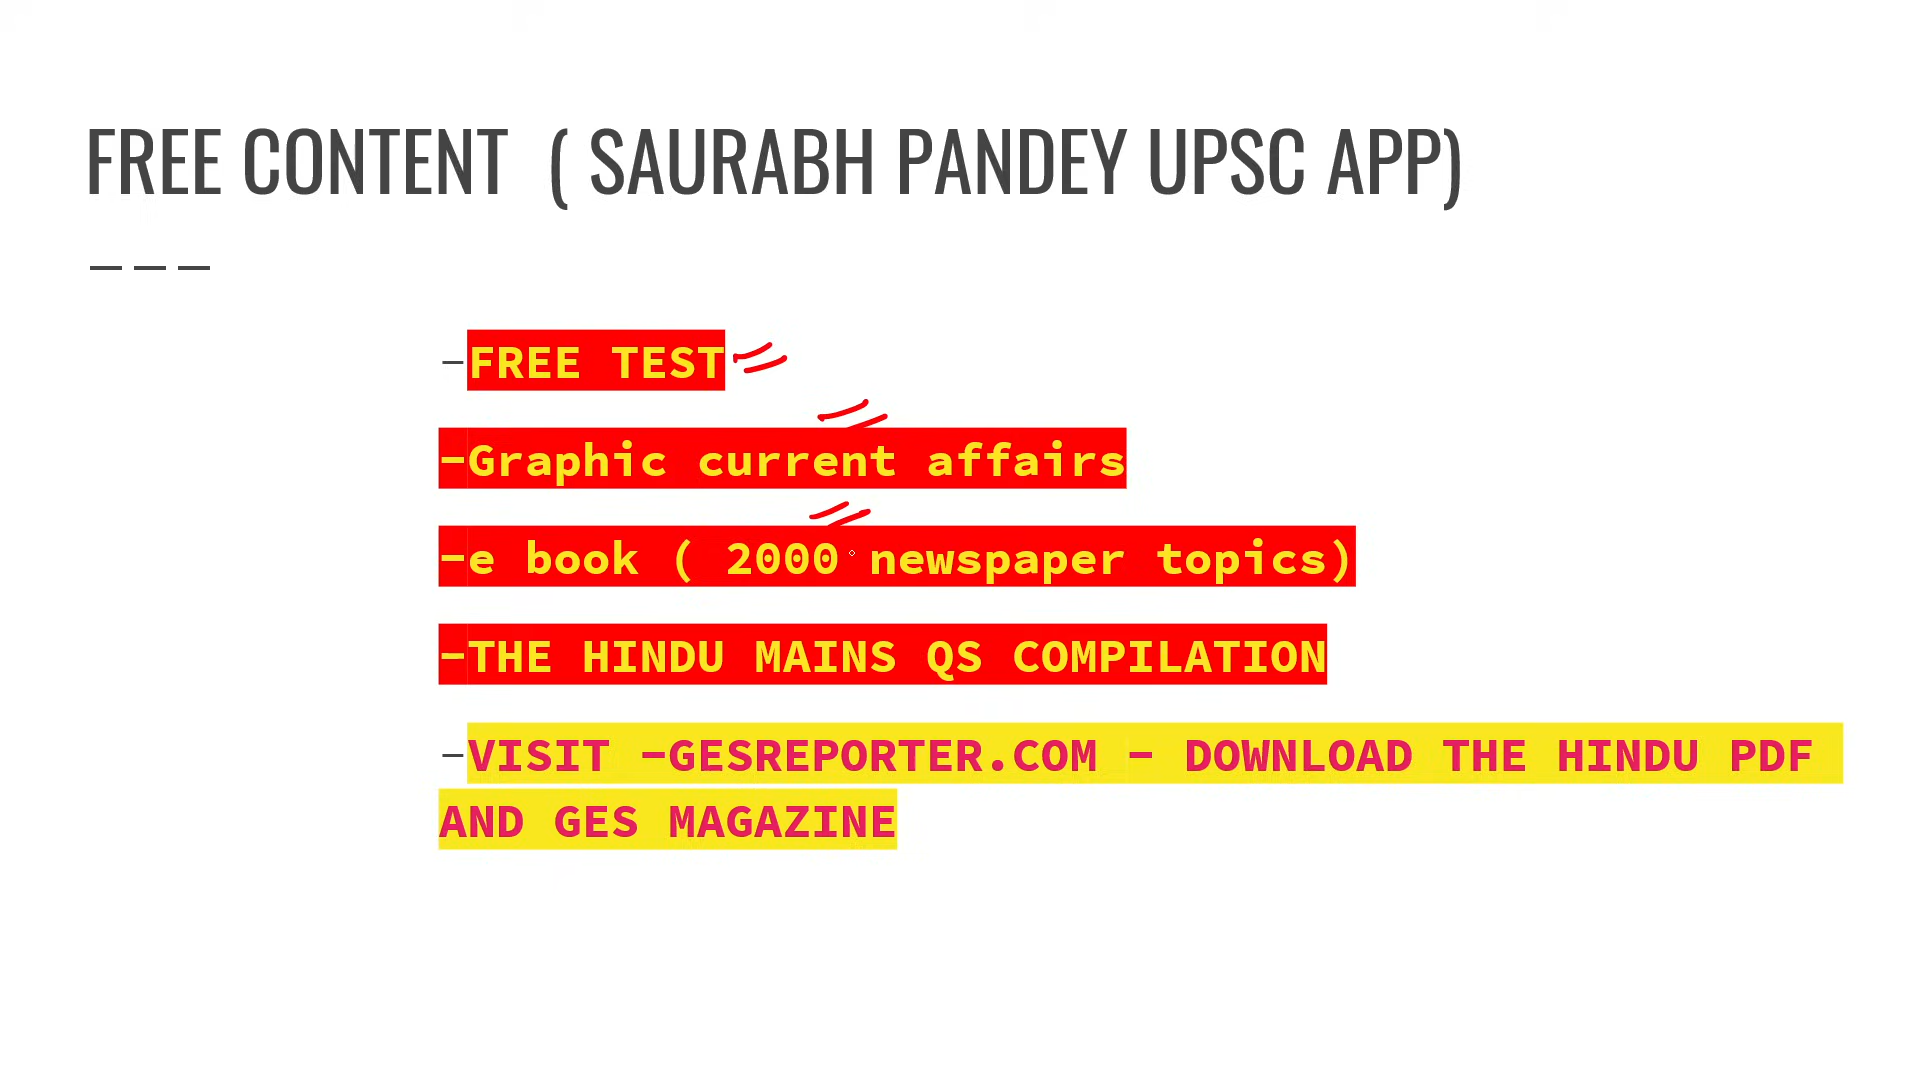 FREE CONTENT ( SAURABH PANDEY UPSC APP)
–FREE TEST
–Graphic current affairs
–e book ( 2000 newspaper topics)
–THE HINDU MAINS QS COMPILATION
–VISIT –GESREPORTER.COM – DOWNLOAD THE HINDU PDF
AND GES MAGAZINE